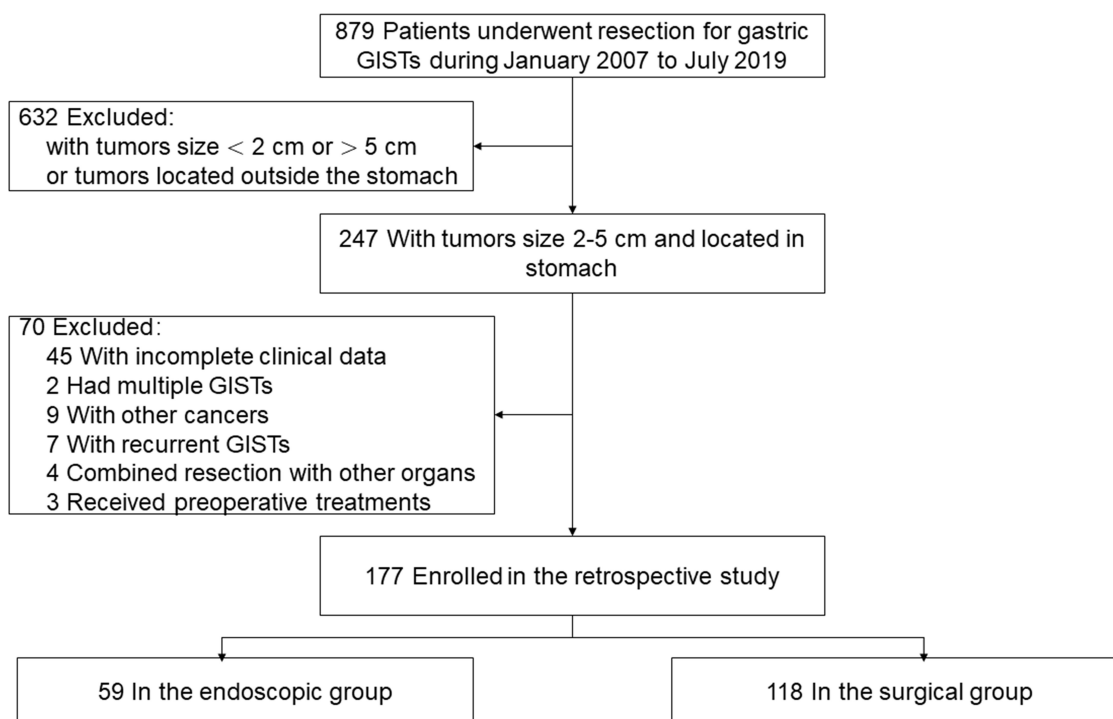 879 Patients underwent resection for gastric
GISTs during January 2007 to July 2019
632 Excluded:
with tumors size < 2 cm or > 5 cm
or tumors located outside the stomach
247 With tumors size 2-5 cm and located in
stomach
70 Excluded:
45 With incomplete clinical data
2 Had multiple GISTs
9 With other cancers
7 With recurrent GISTs
4 Combined resection with other organs
3 Received preoperative treatments
177 Enrolled in the retrospective study
59 In the endoscopic group
118 In the surgical group